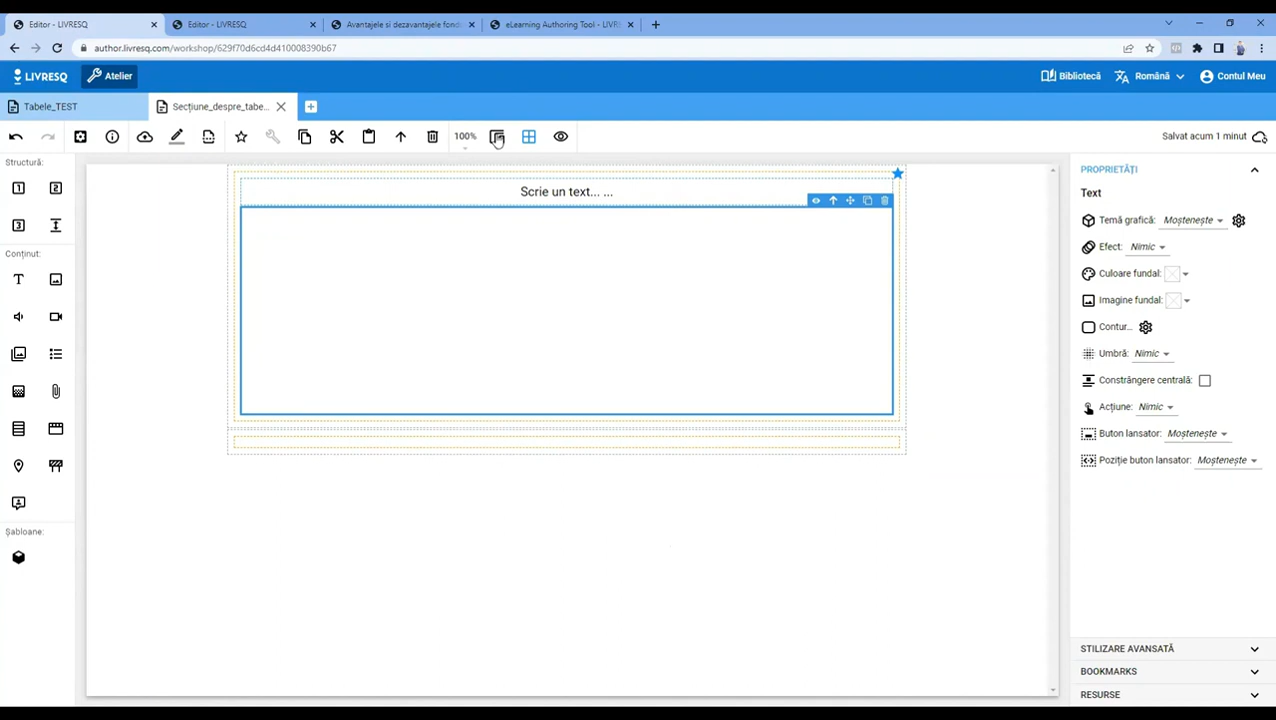 Editor - LIVRESQ
Editor - LIVRESQ
Avantajele si dezavantajele fond
eLearning Authoring Tool - LIVR
author.livresq.com/workshop/629f70d6cd4d410008390b67
LIVRESQ
Atelier
Bibliotecă
Română
Contul Meu
Tabele_TEST
Secțiune_despre_tabe...
100%
Salvat acum 1 minut
Structură:
1
2
3
Conținut:
Șabloane:
Scrie un text... ...
PROPRIETĂȚI
Text
Temă grafică: Moștenește
Efect: Nimic
Culoare fundal:
Imagine fundal:
Contur...
Umbră: Nimic
Constrângere centrală:
Acțiune: Nimic
Buton lansator: Moștenește
Poziție buton lansator: Moștenește
STILIZARE AVANSATĂ
BOOKMARKS
RESURSE